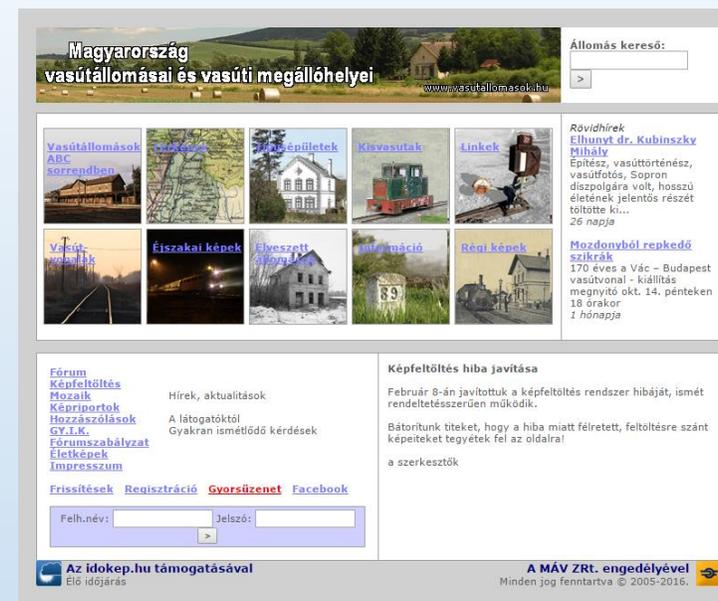 Magyarország
vasútállomásai és vasúti megállóhelyei
www.vasutallomasok.hu
Állomás kereső:
>
Vasútállomások
ABC
sorrendben
Térképek
Típusépületek
Kisvasutak
Linkek
Vasút-
vonalak
Éjszakai képek
Elveszett
állomások
Információ
89
Régi képek
Rövidhírek
Elhunyt dr. Kubinszky
Mihály
Építész, vasúttörténész,
vasútfotós, Sopron
díszpolgára volt, hosszú
életének jelentős részét
töltötte ki...
26 napja
Mozdonyból repkedő
szikrák
170 éves a Vác – Budapest
vasútvonal - kiállítás
megnyitó okt. 14. pénteken
18 órakor
1 hónapja
Fórum
Képfeltöltés
Mozaik Hírek, aktualitások
Képriportok
Hozzászólások A látogatóktól
GY.I.K. Gyakran ismétlődő kérdések
Fórumszabályzat
Életképek
Impresszum
Frissítések Regisztráció Gyorsüzenet Facebook
Felh.név: Jelszó:
>
Képfeltöltés hiba javítása
Február 8-án javítottuk a képfeltöltés rendszer hibáját, ismét
rendeltetésszerűen működik.
Bátorítunk titeket, hogy a hiba miatt félretett, feltöltésre szánt
képeiteket tegyétek fel az oldalra!
a szerkesztők
Az idokep.hu támogatásával
Élő időjárás
A MÁV ZRt. engedélyével
Minden jog fenntartva © 2005-2016.